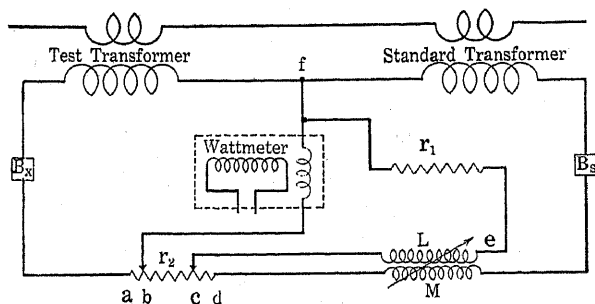 Test Transformer
Standard Transformer
f
Wattmeter
r₁
Bₓ
Bₛ
L
e
r₂
a b c d
M